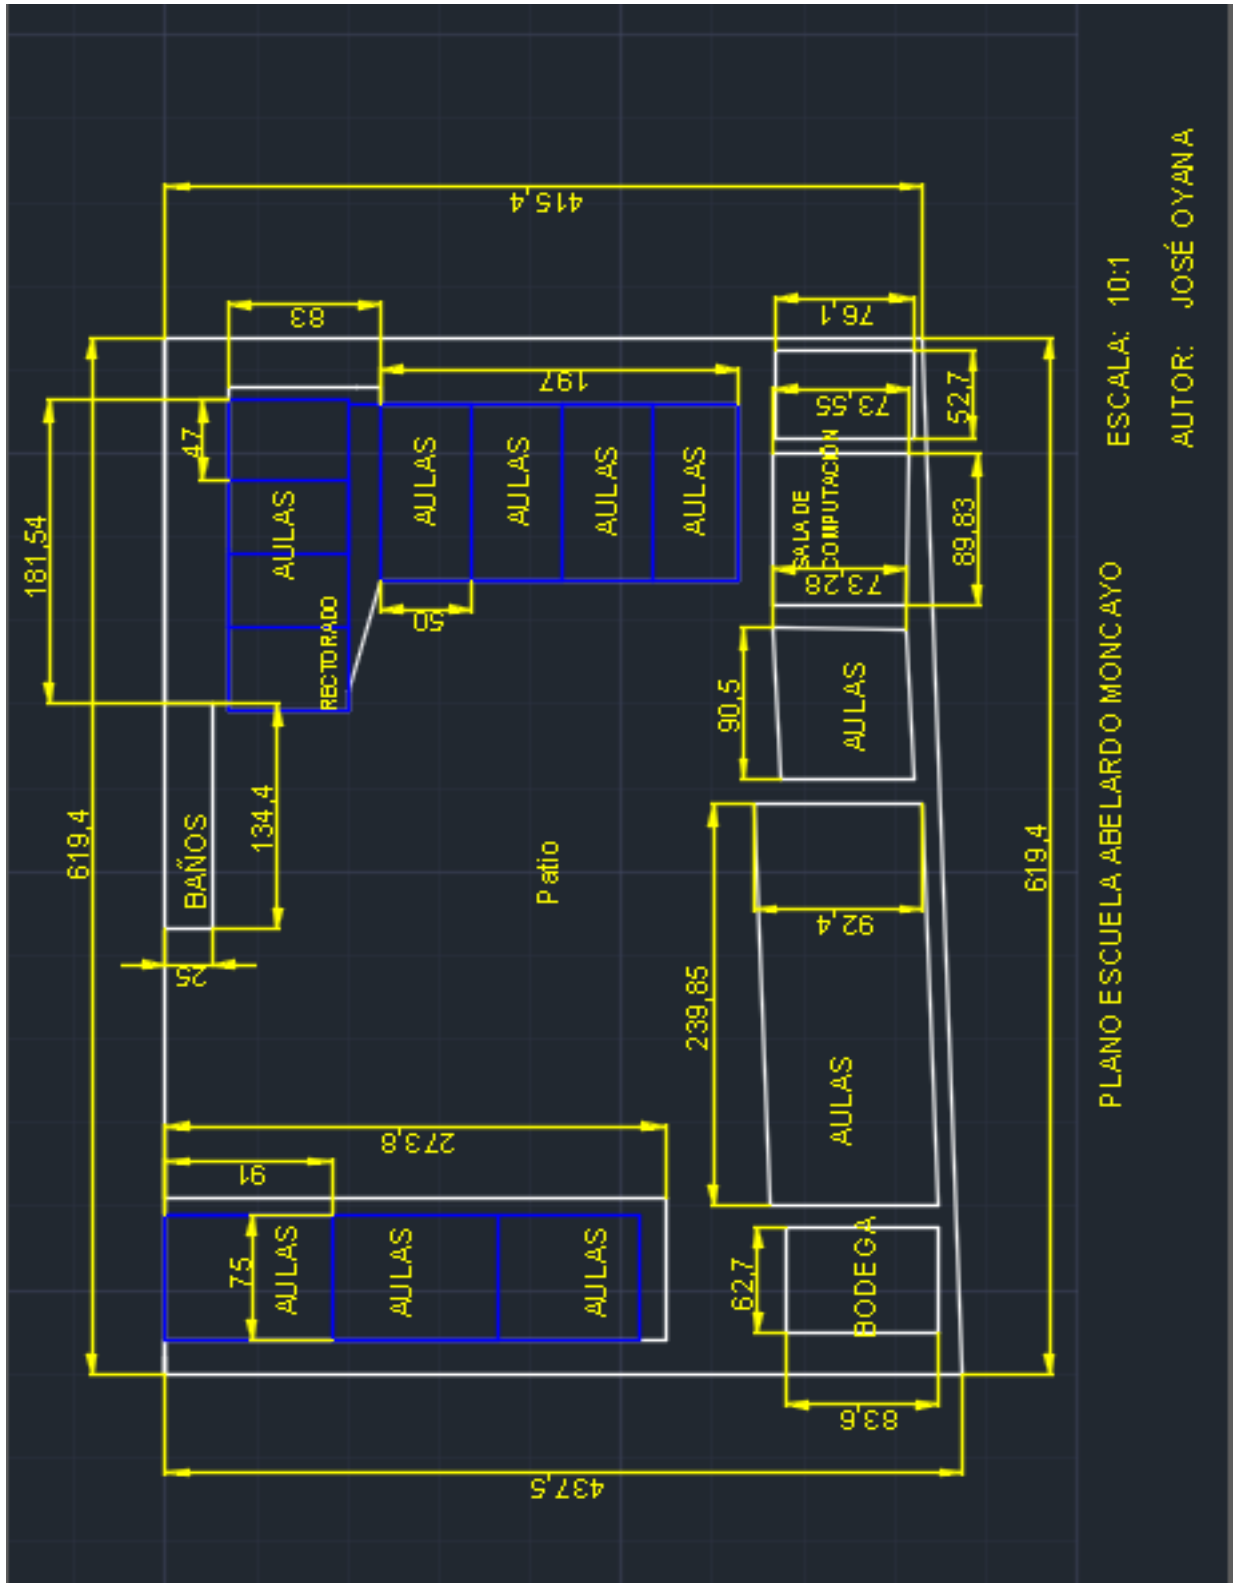 181,54
619,4
25
BAÑOS
47
134,4
91
75
AULAS
AULAS
83
RECTORADO
273,8
AULAS
50
AULAS
AULAS
Patio
415,4
197
AULAS
AULAS
AULAS
437,5
239,85
AULAS
90,5
62,7
SALA DE
COMPUTACIÓN
73,28
73,55
76,1
AULAS
92,4
AULAS
BODEGA
83,6
89,83
52,7
619,4
PLANO ESCUELA ABELARDO MONCAYO ESCALA: 10:1
AUTOR: JOSÉ OYANA